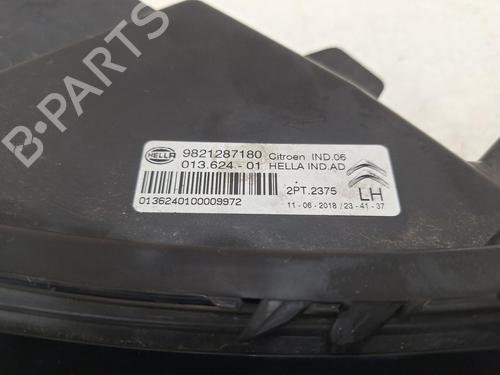 HELLA 9821287180 Citroen IND.06
013.624-01 HELLA IND.AD
2PT.2375
LH
0136240100009972
11-06-2018/23-41-37
B-PARTS